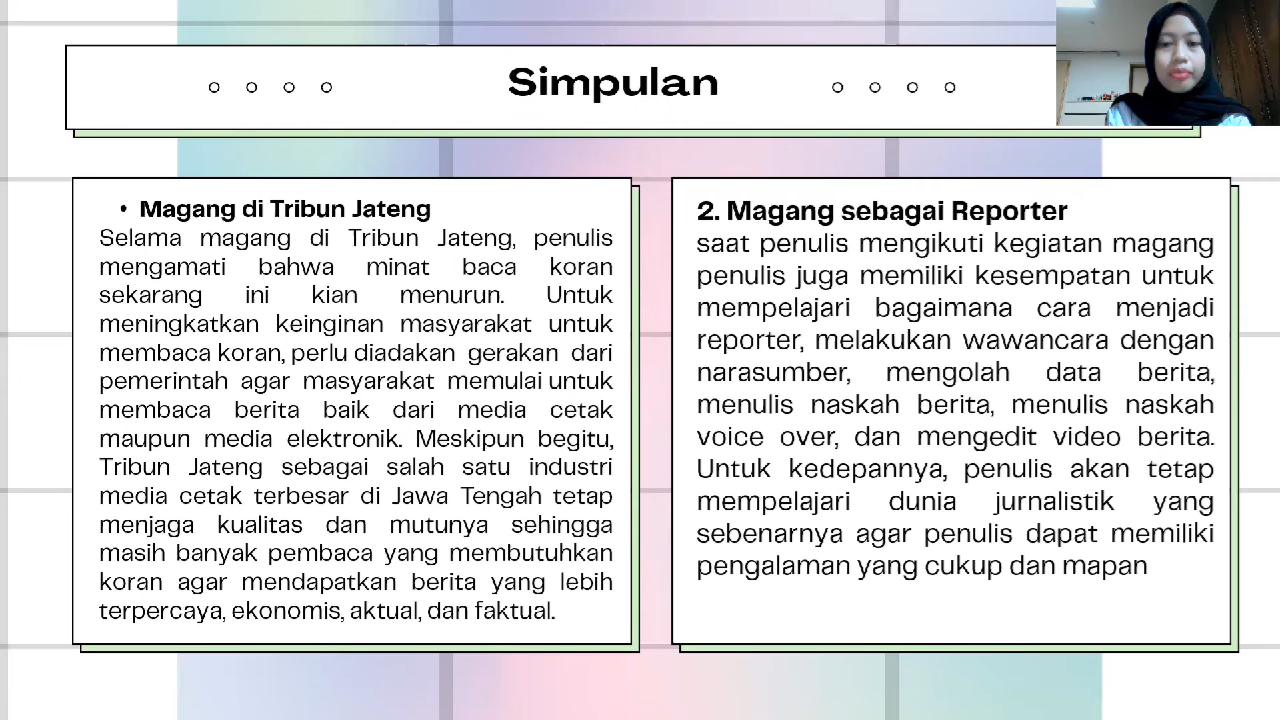 Simpulan
• Magang di Tribun Jateng
Selama magang di Tribun Jateng, penulis
mengamati bahwa minat baca koran
sekarang ini kian menurun. Untuk
meningkatkan keinginan masyarakat untuk
membaca koran, perlu diadakan gerakan dari
pemerintah agar masyarakat memulai untuk
membaca berita baik dari media cetak
maupun media elektronik. Meskipun begitu,
Tribun Jateng sebagai salah satu industri
media cetak terbesar di Jawa Tengah tetap
menjaga kualitas dan mutunya sehingga
masih banyak pembaca yang membutuhkan
koran agar mendapatkan berita yang lebih
terpercaya, ekonomis, aktual, dan faktual.
2. Magang sebagai Reporter
saat penulis mengikuti kegiatan magang
penulis juga memiliki kesempatan untuk
mempelajari bagaimana cara menjadi
reporter, melakukan wawancara dengan
narasumber, mengolah data berita,
menulis naskah berita, menulis naskah
voice over, dan mengedit video berita.
Untuk kedepannya, penulis akan tetap
mempelajari dunia jurnalistik yang
sebenarnya agar penulis dapat memiliki
pengalaman yang cukup dan mapan